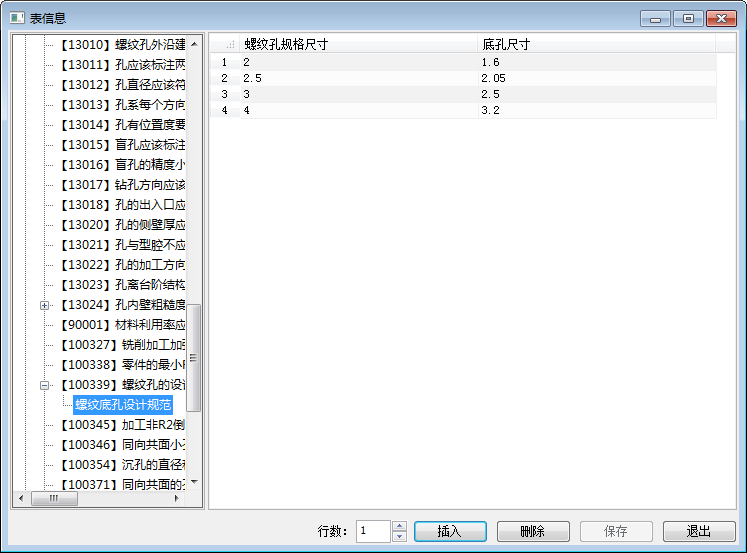 表信息
【13010】螺纹孔外沿建
【13011】孔应该标注两
【13012】孔直径应该符
【13013】孔系每个方向
【13014】孔有位置度要
【13015】盲孔应该标注
【13016】盲孔的精度小
【13017】钻孔方向应该
【13018】孔的出入口应
【13020】孔的侧壁厚应
【13021】孔与型腔不应
【13022】孔的加工方向
【13023】孔离台阶结构
【13024】孔内壁粗糙度
【90001】材料利用率应
【100327】铣削加工加
【100338】零件的最小
【100339】螺纹孔的设
螺纹底孔设计规范
【100345】加工非R2倒
【100346】同向共面小
【100354】沉孔的直径
【100371】同向共面的
螺纹孔规格尺寸 底孔尺寸
1 2 1.6
2 2.5 2.05
3 3 2.5
4 4 3.2
行数： 1 插入 删除 保存 退出